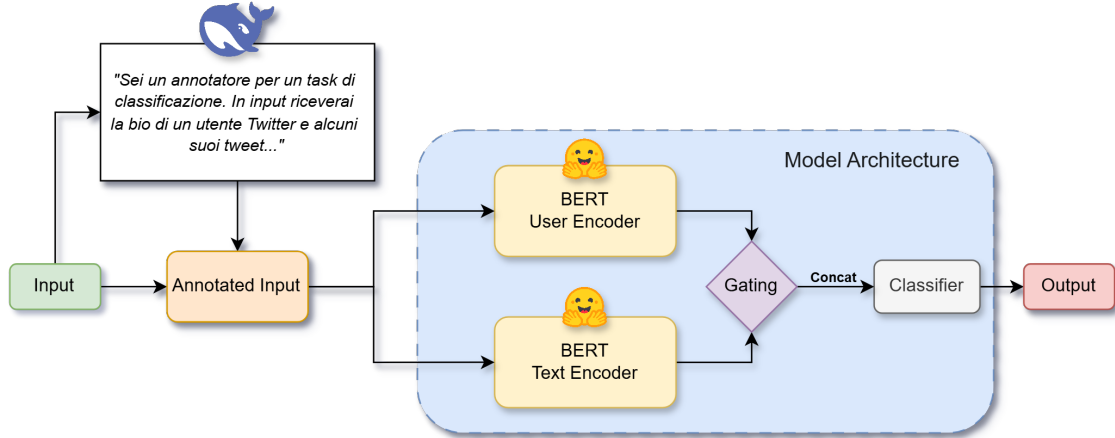 "Sei un annotatore per un task di
classificazione. In input riceverai
la bio di un utente Twitter e alcuni
suoi tweet..."
Model Architecture
BERT
User Encoder
Input
Annotated Input
Gating
Concat
Classifier
Output
BERT
Text Encoder